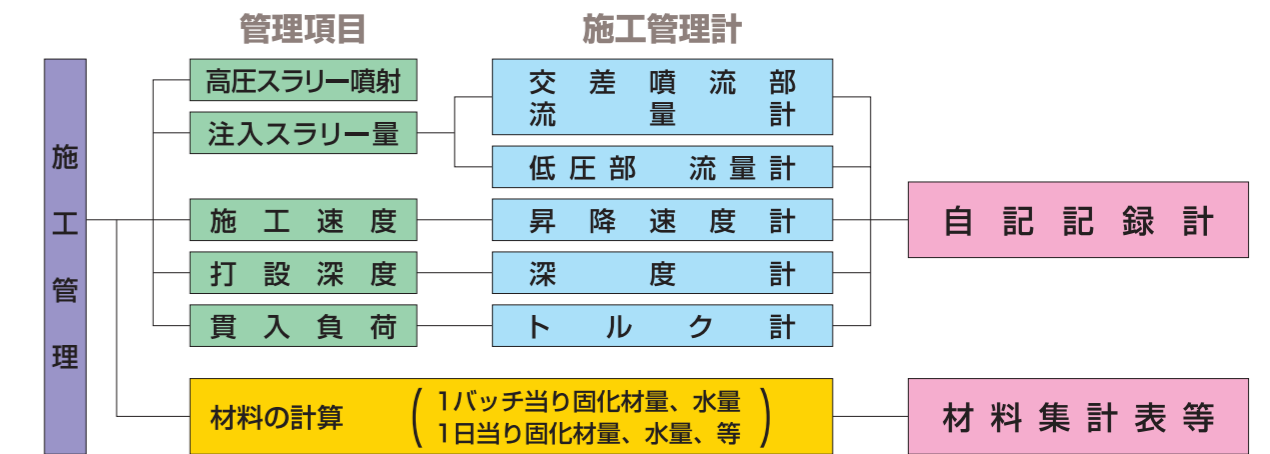 管理項目
施工管理計
施工管理
高圧スラリー噴射
注入スラリー量
施工速度
打設深度
貫入負荷
交差噴流部
流量計
低圧部 流量計
昇降速度計
深度計
トルク計
自記記録計
材料の計算
(1バッチ当り固化材量、水量
1日当り固化材量、水量、等)
材料集計表等